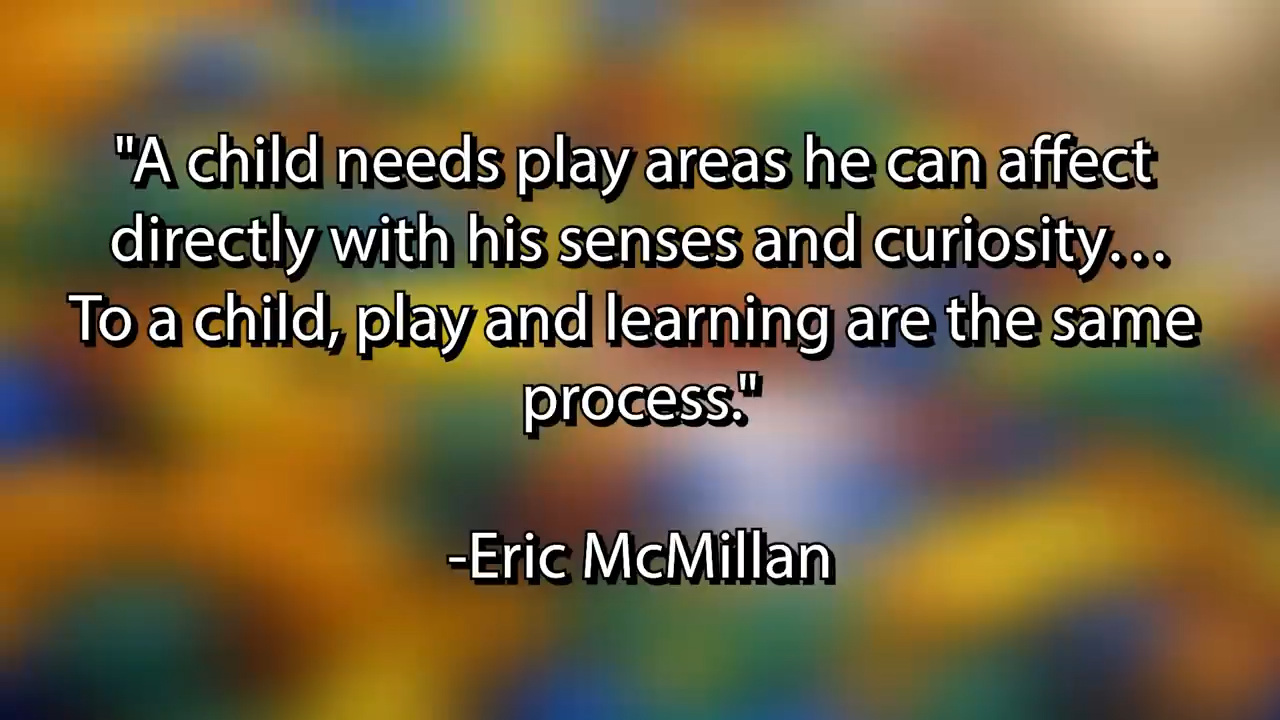 "A child needs play areas he can affect
directly with his senses and curiosity…
To a child, play and learning are the same
process."
-Eric McMillan